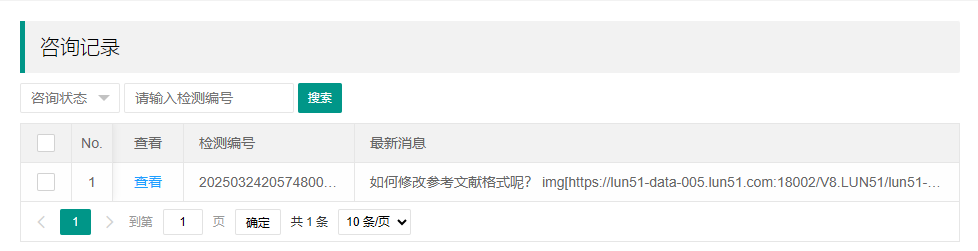 咨询记录
咨询状态 请输入检测编号 搜索
No. 查看 检测编号 最新消息
1 查看 2025032420574800... 如何修改参考文献格式呢? img[https://lun51-data-005.lun51.com:18002/V8.LUN51/lun51-...
1 到第 1 页 确定 共 1 条 10 条/页